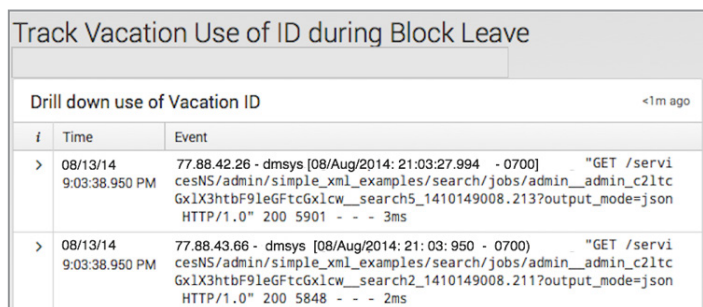 Track Vacation Use of ID during Block Leave
Drill down use of Vacation ID <1m ago
i Time Event
> 08/13/14 77.88.42.26 - dmsys [08/Aug/2014: 21:03:27.994 - 0700] "GET /servi
9:03:38.950 PM cesNS/admin/simple_xml_examples/search/jobs/admin__admin_c2ltc
GxlX3htbF9leGFtcGxlcw__search5_1410149008.213?output_mode=json
HTTP/1.0" 200 5901 - - - 3ms
> 08/13/14 77.88.43.66 - dmsys [08/Aug/2014: 21: 03: 950 - 0700) "GET /servi
9:03:38.950 PM cesNS/admin/simple_xml_examples/search/jobs/admin__admin_c2ltc
GxlX3htbF9leGFtcGxlcw__search2_1410149008.211?output_mode=json
HTTP/1.0" 200 5848 - - - 2ms